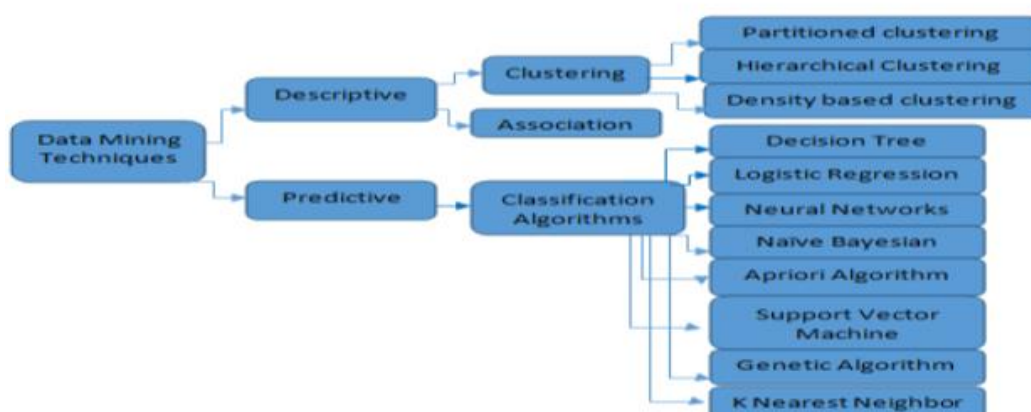 Data Mining
Techniques
Descriptive
Predictive
Clustering
Association
Classification
Algorithms
Partitioned clustering
Hierarchical Clustering
Density based clustering
Decision Tree
Logistic Regression
Neural Networks
Naïve Bayesian
Apriori Algorithm
Support Vector
Machine
Genetic Algorithm
K Nearest Neighbor